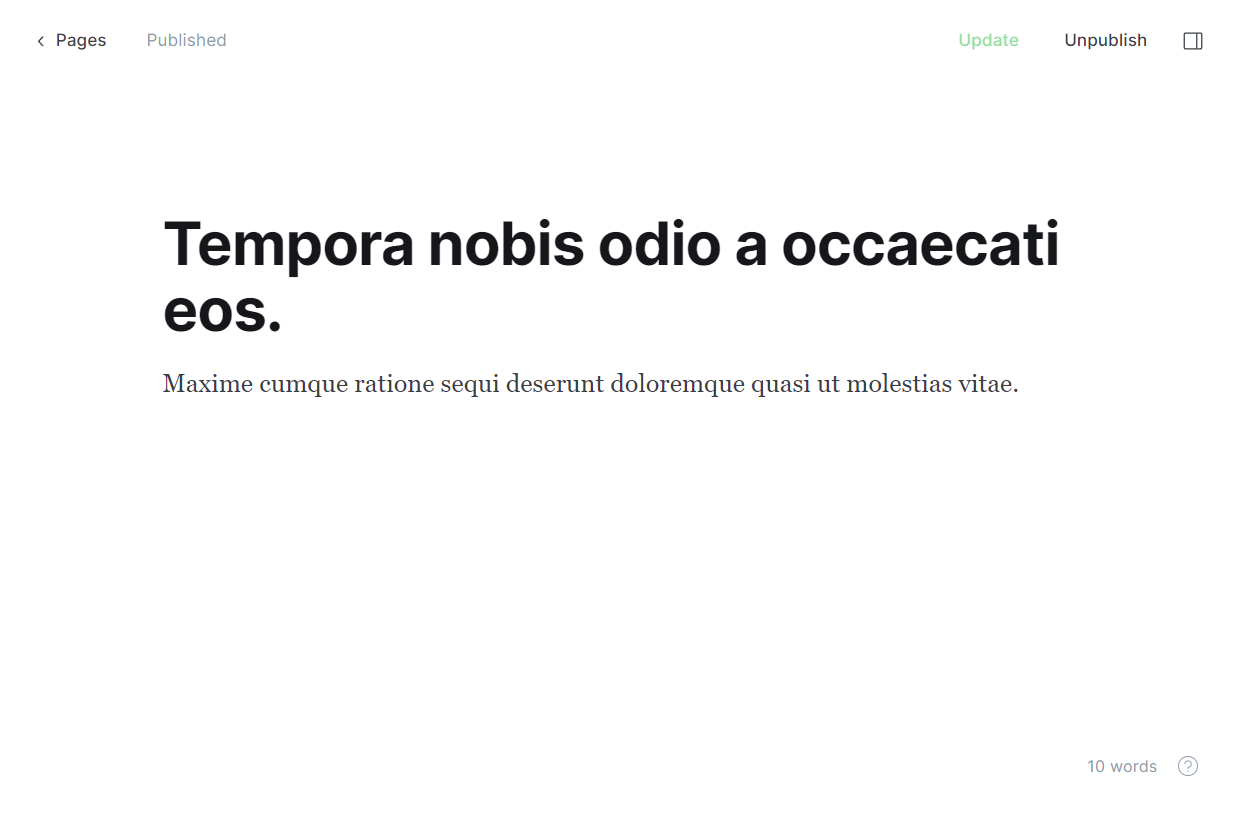 Pages
Published
Update
Unpublish
Tempora nobis odio a occaecati
eos.
Maxime cumque ratione sequi deserunt doloremque quasi ut molestias vitae.
10 words
?